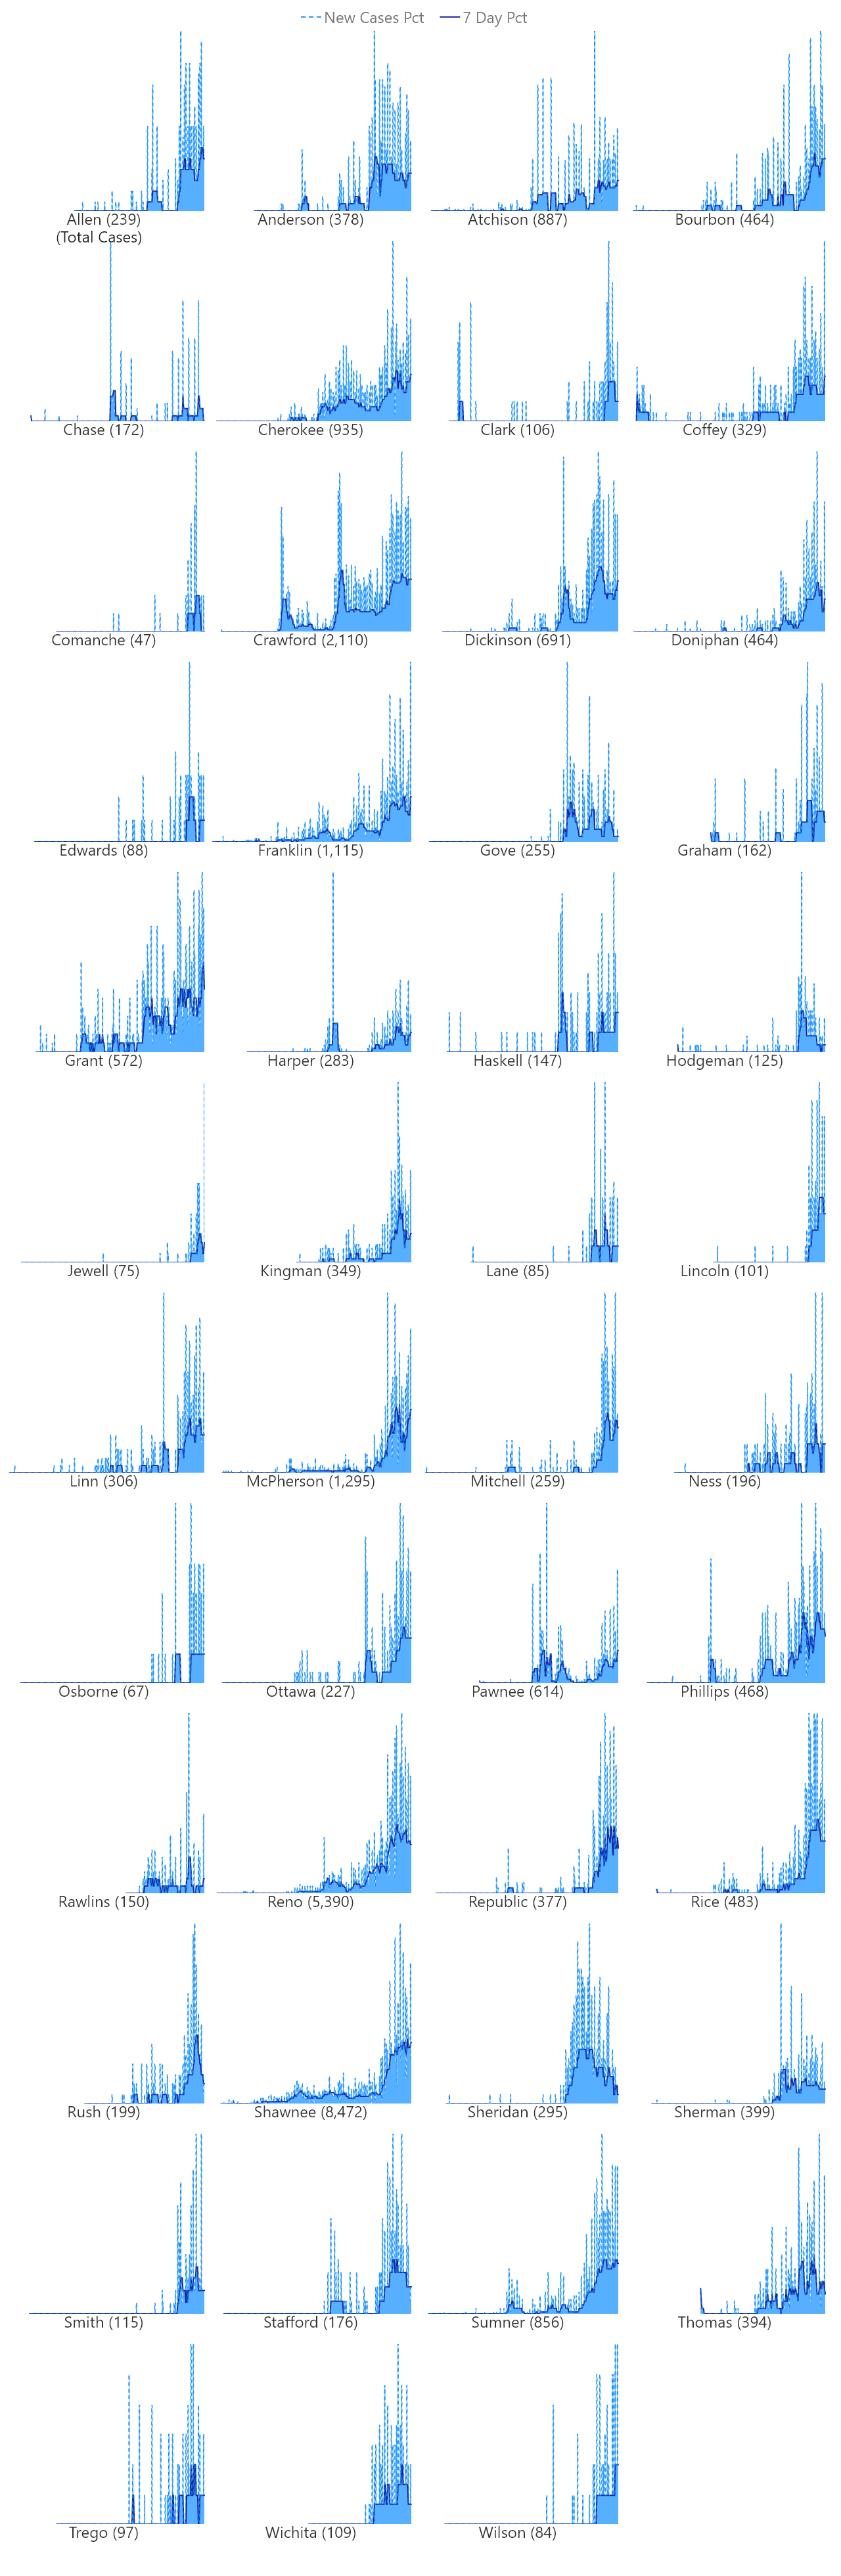 New Cases Pct 7 Day Pct
Allen (239) Anderson (378) Atchison (887) Bourbon (464)
(Total Cases)
Chase (172) Cherokee (935) Clark (106) Coffey (329)
Comanche (47) Crawford (2,110) Dickinson (691) Doniphan (464)
Edwards (88) Franklin (1,115) Gove (255) Graham (162)
Grant (572) Harper (283) Haskell (147) Hodgeman (125)
Jewell (75) Kingman (349) Lane (85) Lincoln (101)
Linn (306) McPherson (1,295) Mitchell (259) Ness (196)
Osborne (67) Ottawa (227) Pawnee (614) Phillips (468)
Rawlins (150) Reno (5,390) Republic (377) Rice (483)
Rush (199) Shawnee (8,472) Sheridan (295) Sherman (399)
Smith (115) Stafford (176) Sumner (856) Thomas (394)
Trego (97) Wichita (109) Wilson (84)